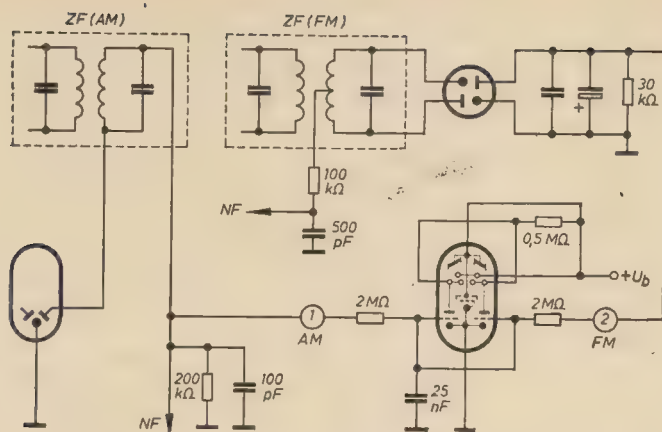 ZF(AM)
ZF(FM)
30
kΩ
+
100
kΩ
NF
500
pF
0,5 MΩ
+Ub
1
AM
2MΩ
2MΩ
2
FM
200
kΩ
100
pF
25
nF
NF